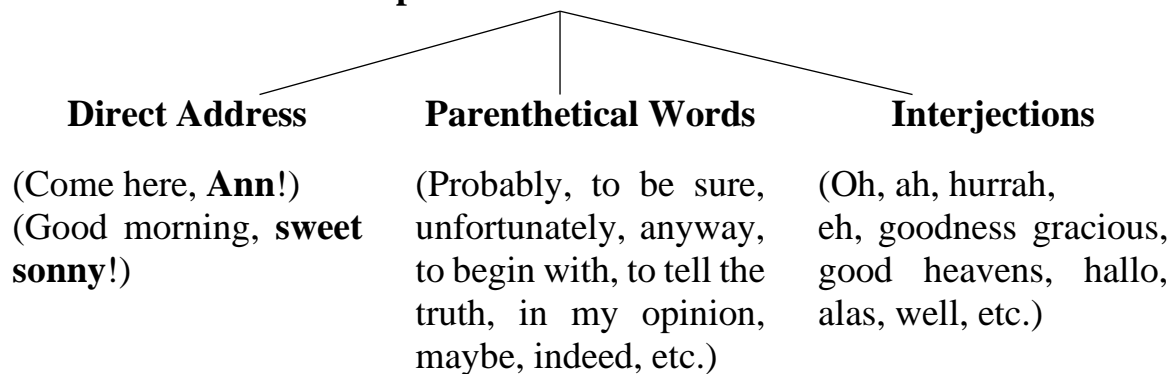 Direct Address
(Come here, Ann!)
(Good morning, sweet
sonny!)
Parenthetical Words
(Probably, to be sure,
unfortunately, anyway,
to begin with, to tell the
truth, in my opinion,
maybe, indeed, etc.)
Interjections
(Oh, ah, hurrah,
eh, goodness gracious,
good heavens, hallo,
alas, well, etc.)